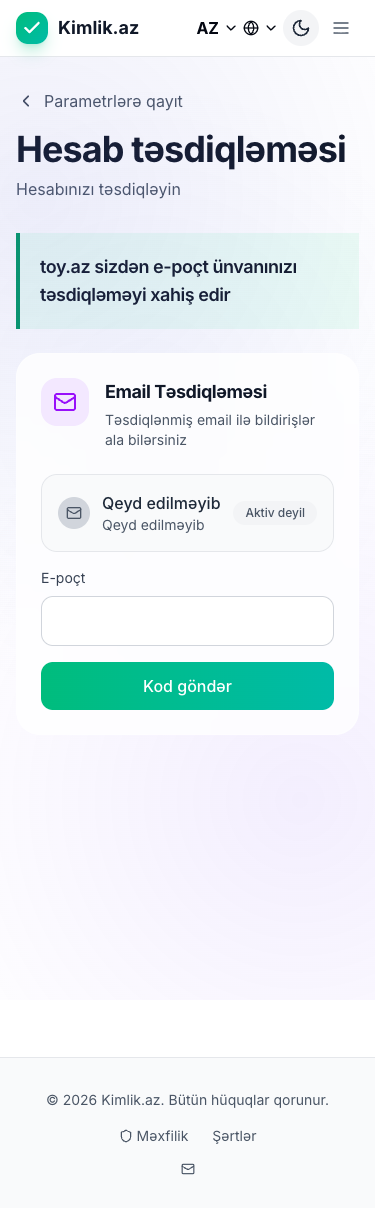 Kimlik.az
AZ
Parametrlərə qayıt
Hesab təsdiqləməsi
Hesabınızı təsdiqləyin
toy.az sizdən e-poçt ünvanınızı
təsdiqləməyi xahiş edir
Email Təsdiqləməsi
Təsdiqlənmiş email ilə bildirişlər
ala bilərsiniz
Qeyd edilməyib
Qeyd edilməyib
Aktiv deyil
E-poçt
Kod göndər
© 2026 Kimlik.az. Bütün hüquqlar qorunur.
Məxfilik
Şərtlər